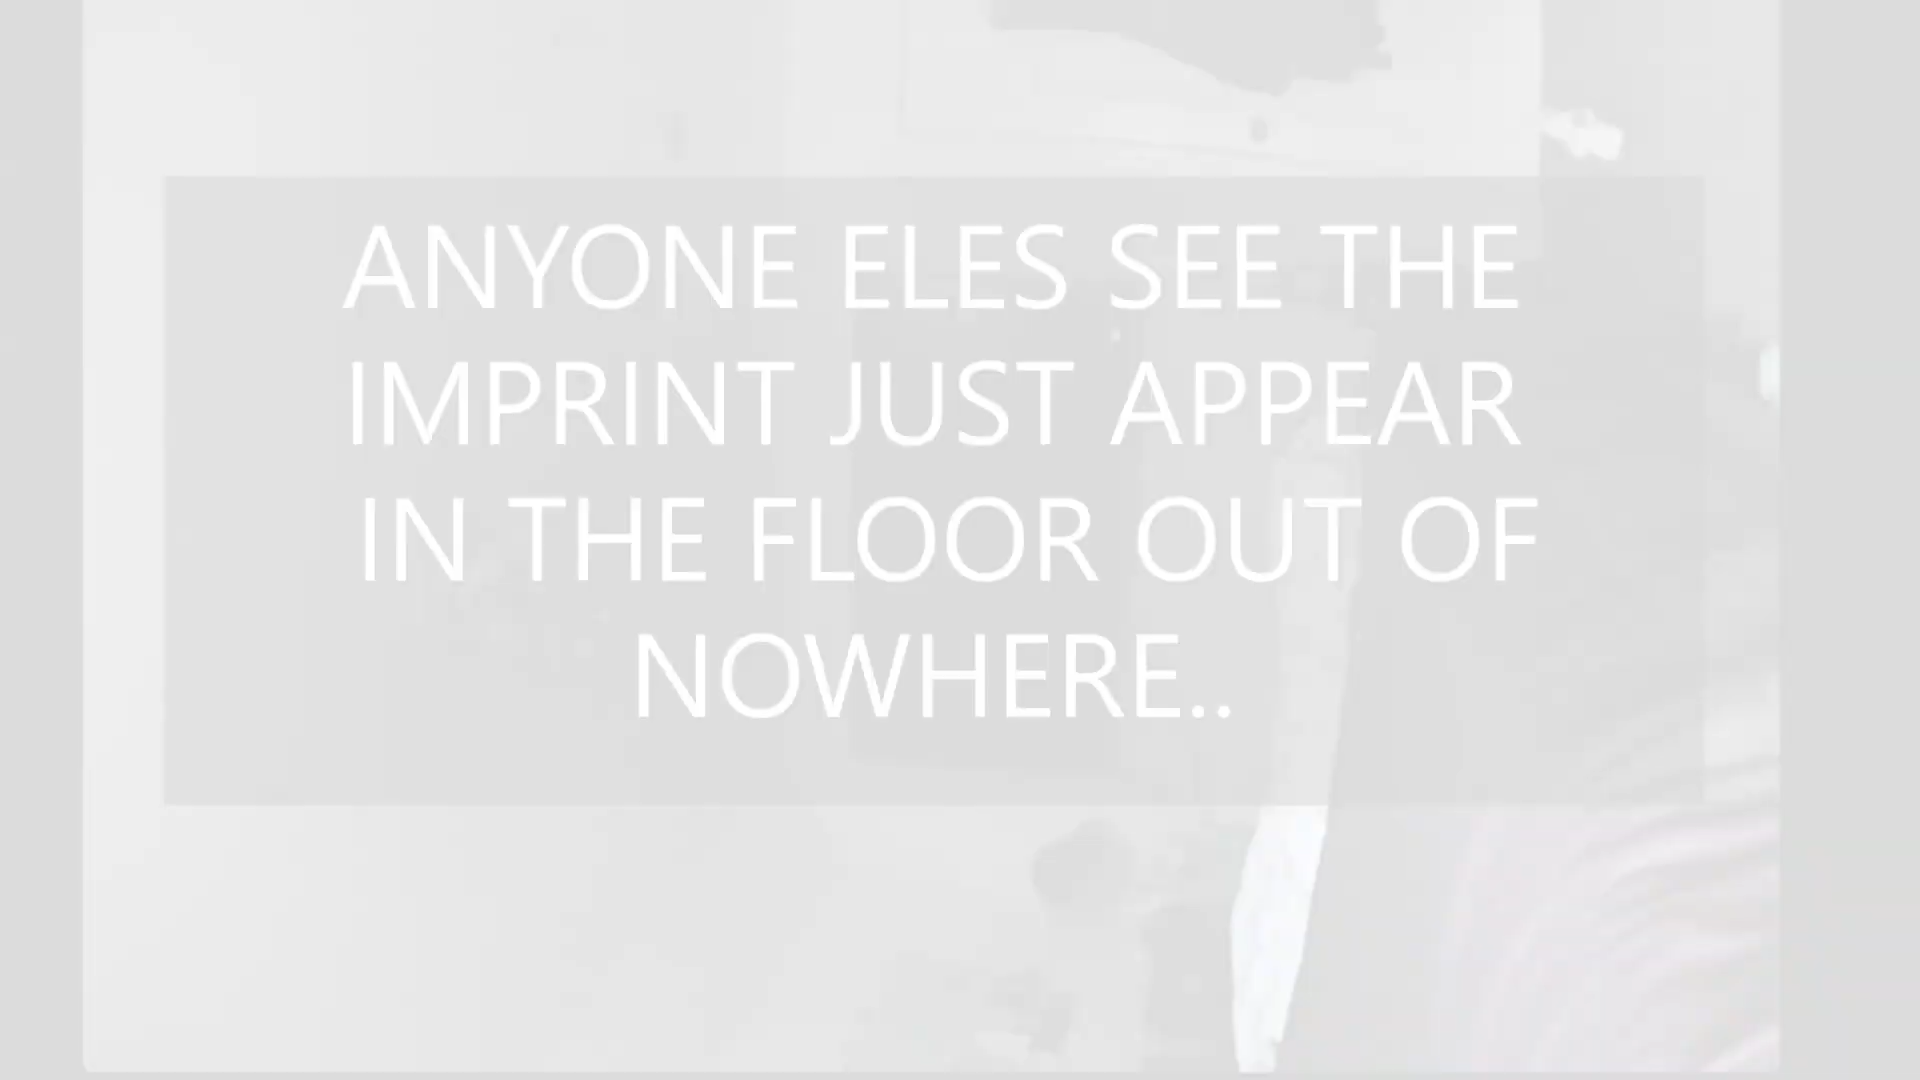 ANYONE ELES SEE THE
IMPRINT JUST APPEAR
IN THE FLOOR OUT OF
NOWHERE..